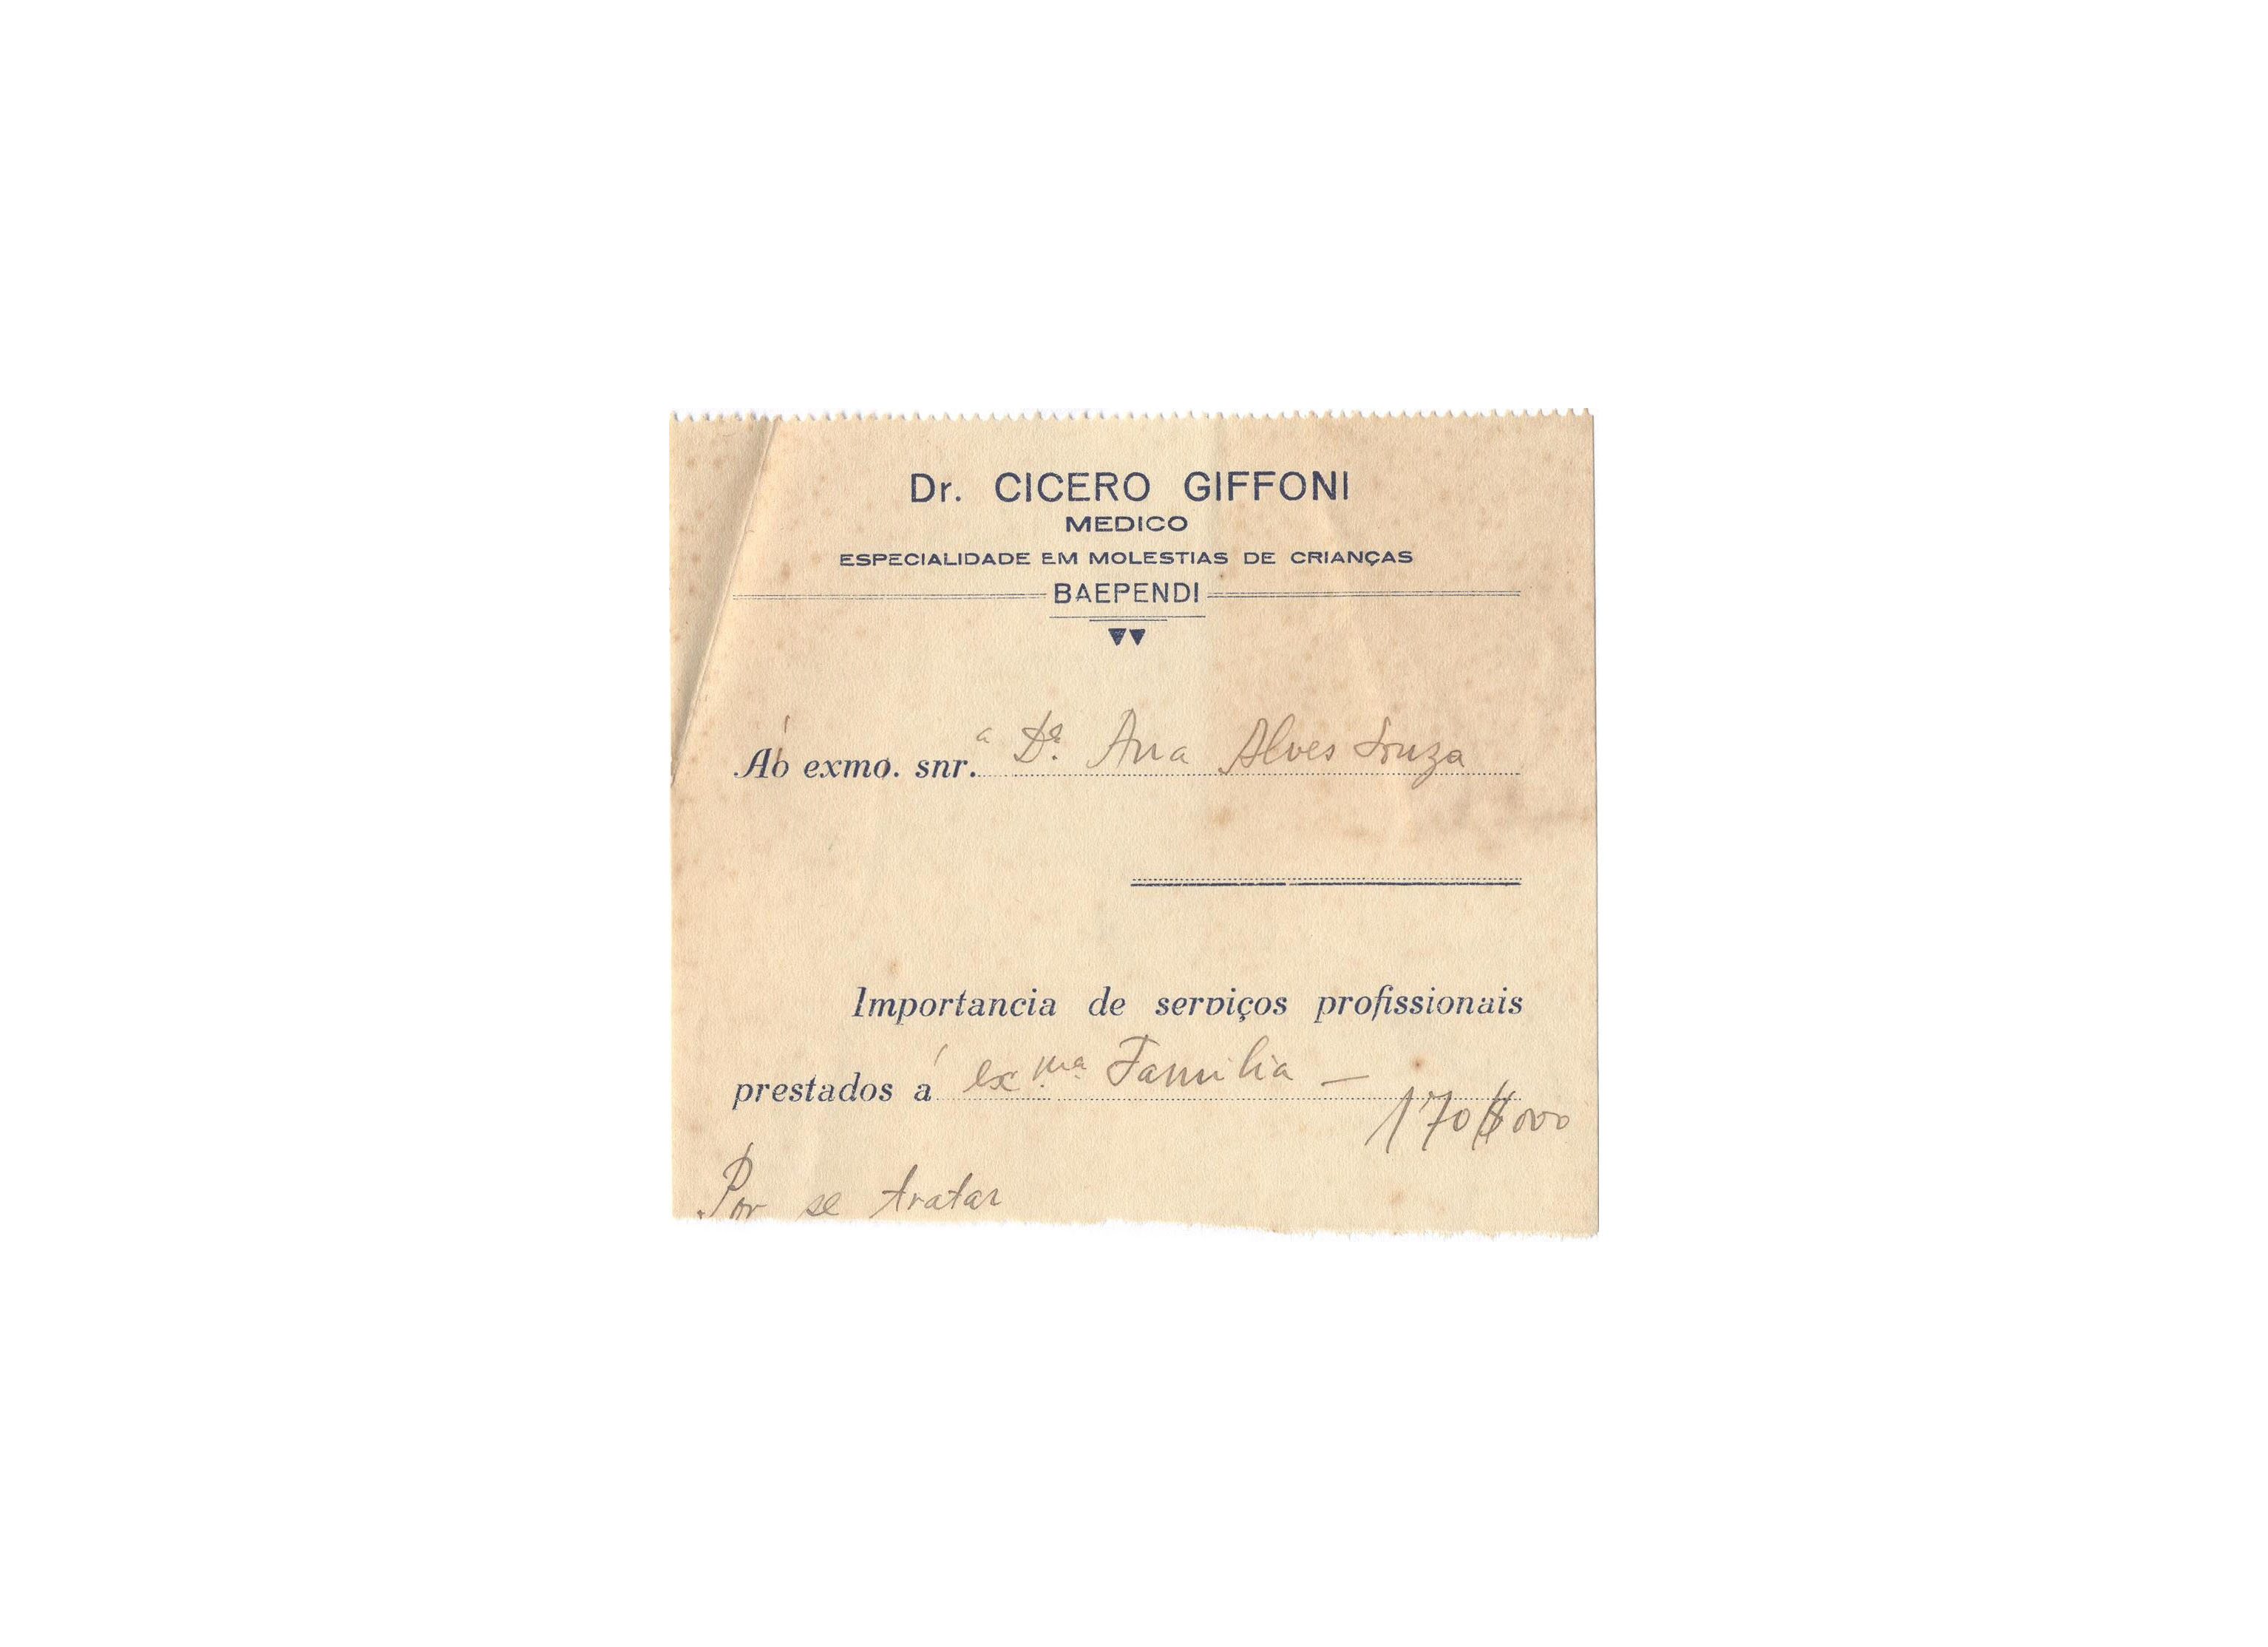 Dr. CICERO GIFFONI
MEDICO
ESPECIALIDADE EM MOLESTIAS DE CRIANÇAS
BAEPENDI
Áo exmo. snr.ª Dª. Ana Alves Souza
Importancia de serviços profissionais
prestados á exma. Familia —
170$000
Por se tratar